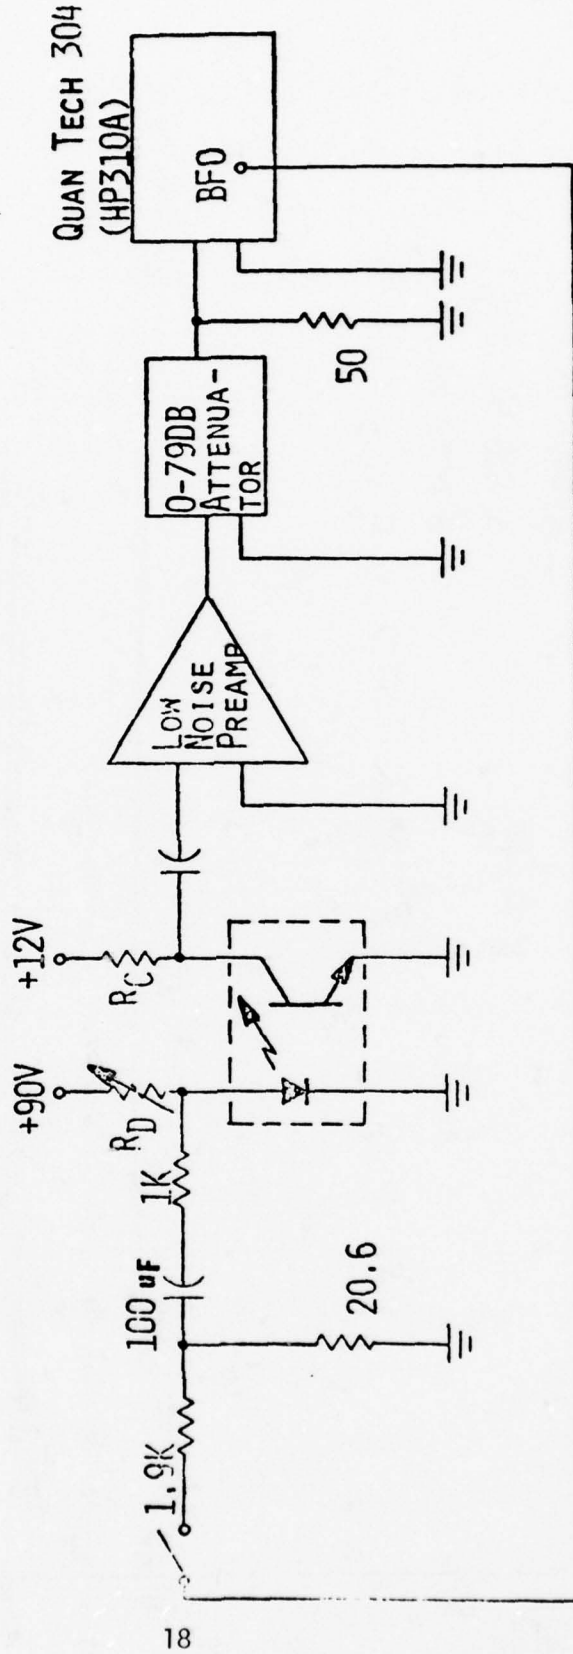 QUAN TECH 304
(HP310A)
BFO
50
0-79DB
ATTENUA-
TOR
LOW
NOISE
PREAMP
+12V
RC
+90V
RD
1K
100 uF
20.6
1.9K
18